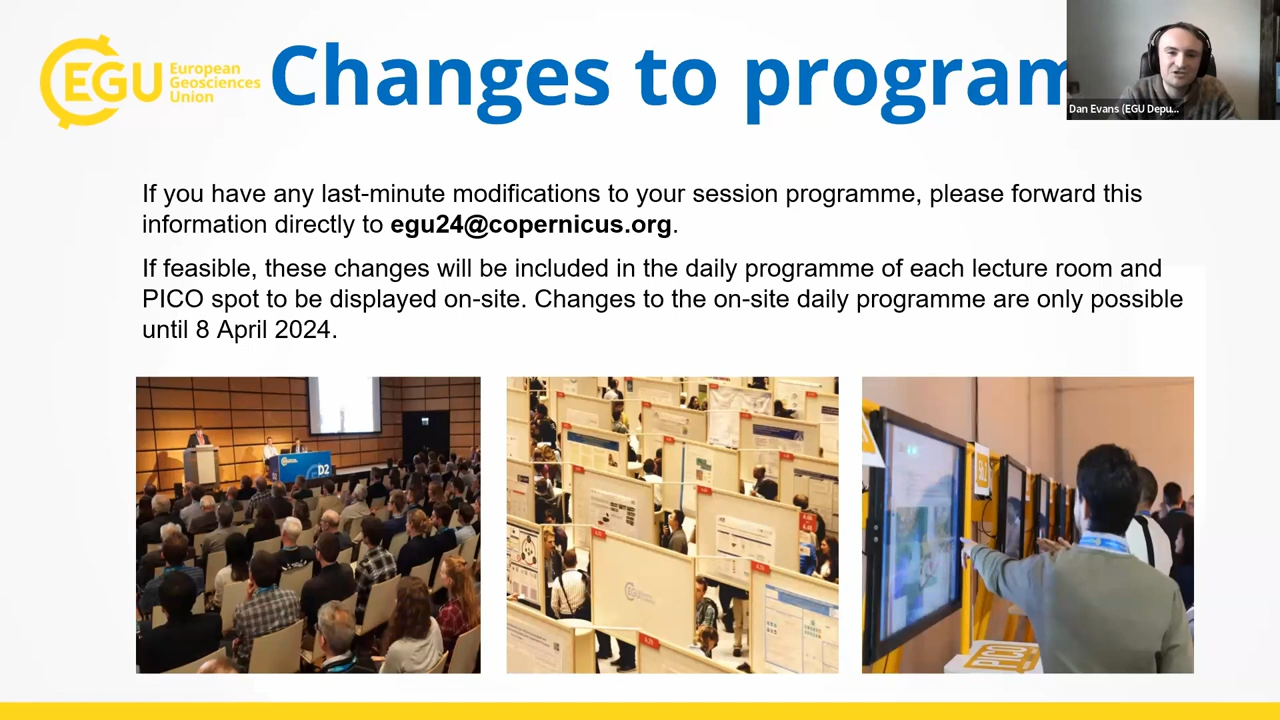 EGU
European
Geosciences
Union
Changes to program
Dan Evans (EGU Depu...
If you have any last-minute modifications to your session programme, please forward this
information directly to egu24@copernicus.org.
If feasible, these changes will be included in the daily programme of each lecture room and
PICO spot to be displayed on-site. Changes to the on-site daily programme are only possible
until 8 April 2024.
D2
EGU
PICO